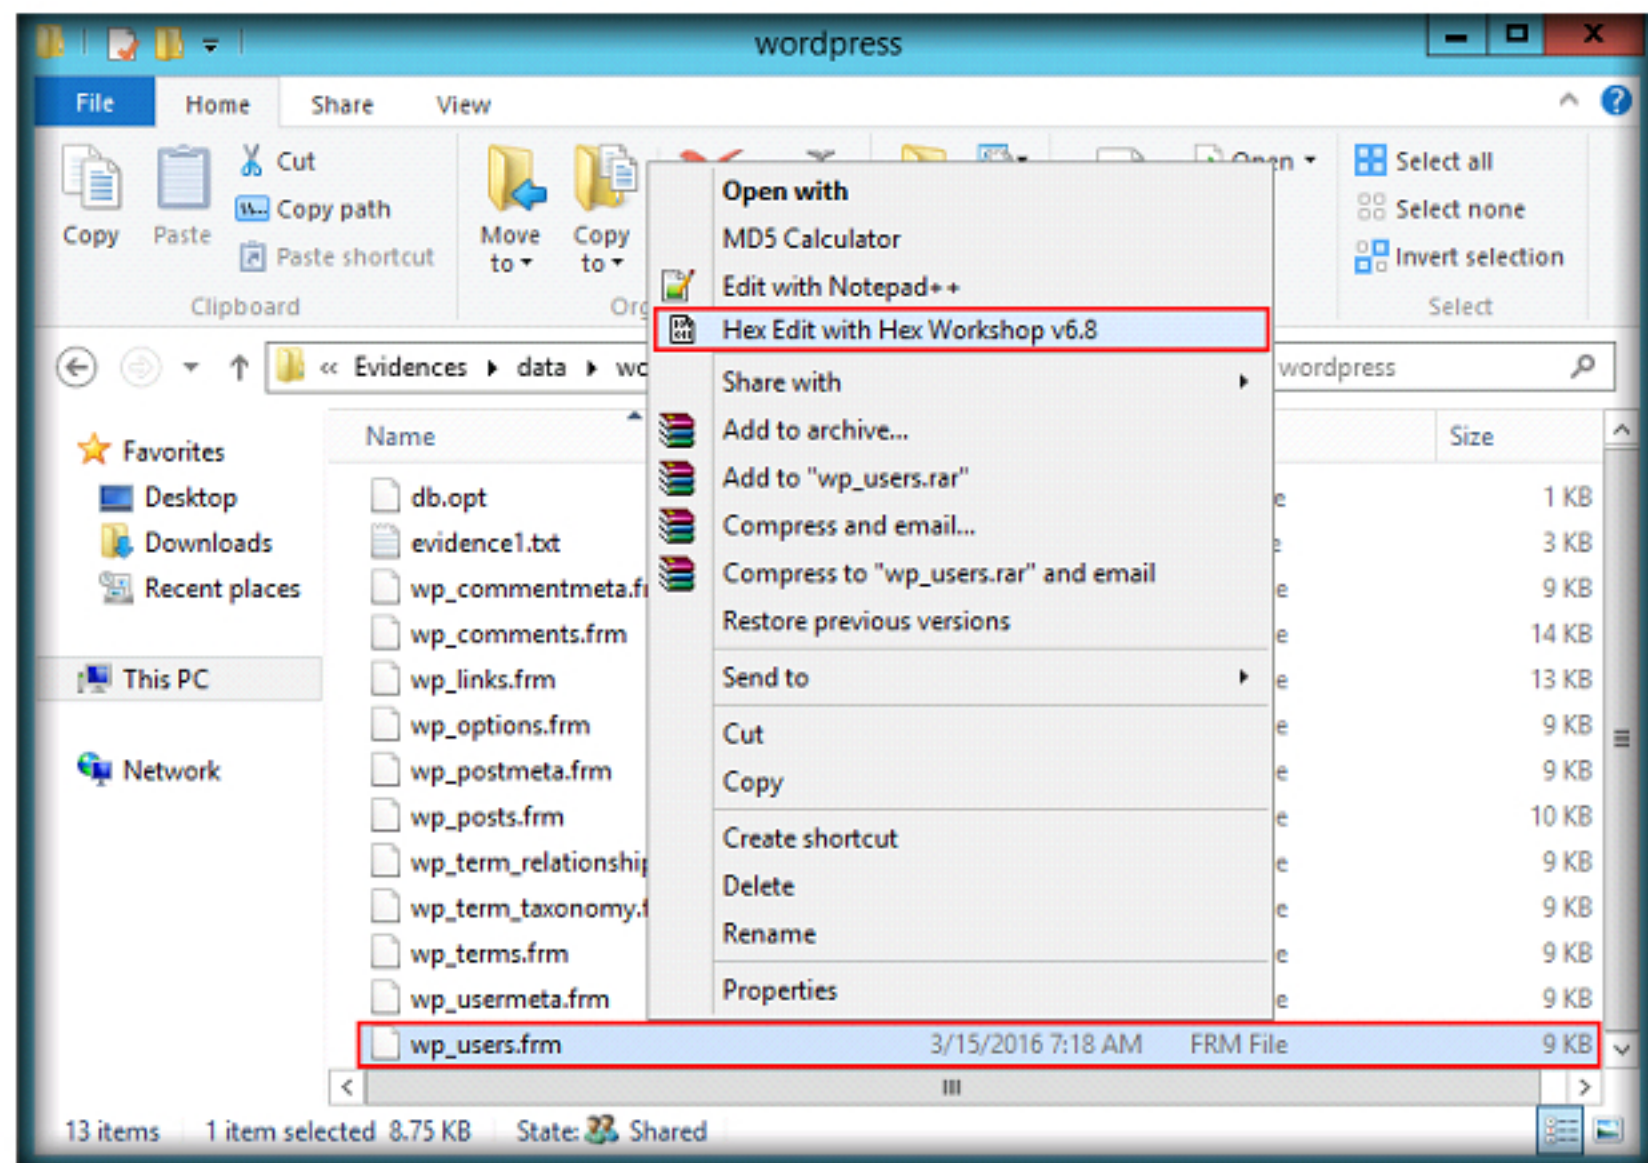 wordpress
File Home Share View
Copy Paste Cut Copy path Paste shortcut
Move to Copy to
Select all
Select none
Invert selection
Clipboard Select
« Evidences data wordpress
Favorites
Desktop
Downloads
Recent places
This PC
Network
Name Size
db.opt 1 KB
evidence1.txt 3 KB
9 KB
wp_comments.frm 14 KB
wp_links.frm 13 KB
wp_options.frm 9 KB
wp_postmeta.frm 9 KB
wp_posts.frm 10 KB
9 KB
9 KB
wp_terms.frm 9 KB
wp_usermeta.frm 9 KB
wp_users.frm 3/15/2016 7:18 AM FRM File 9 KB
Open with
MD5 Calculator
Edit with Notepad++
Hex Edit with Hex Workshop v6.8
Share with
Add to archive...
Add to "wp_users.rar"
Compress and email...
Compress to "wp_users.rar" and email
Restore previous versions
Send to
Cut
Copy
Create shortcut
Delete
Rename
Properties
13 items 1 item selected 8.75 KB State: Shared